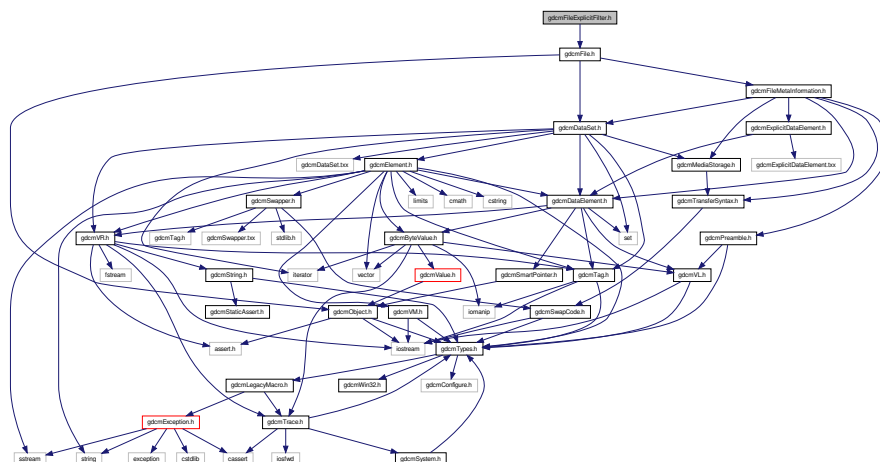 gdcmFileExplicitFilter.h
gdcmFile.h
gdcmFileMetaInformation.h
gdcmDataSet.h
gdcmExplicitDataElement.h
gdcmDataSet.txx
gdcmElement.h
gdcmMediaStorage.h
gdcmExplicitDataElement.txx
gdcmSwapper.h
limits
cmath
cstring
gdcmDataElement.h
gdcmTransferSyntax.h
gdcmVR.h
gdcmTag.h
gdcmSwapper.txx
stdlib.h
gdcmByteValue.h
set
gdcmPreamble.h
fstream
gdcmString.h
iterator
vector
gdcmValue.h
gdcmSmartPointer.h
gdcmTag.h
gdcmVL.h
gdcmStaticAssert.h
gdcmObject.h
gdcmVM.h
iomanip
gdcmSwapCode.h
assert.h
iostream
gdcmTypes.h
gdcmLegacyMacro.h
gdcmWin32.h
gdcmConfigure.h
gdcmException.h
gdcmTrace.h
sstream
string
exception
cstdlib
cassert
iosfwd
gdcmSystem.h